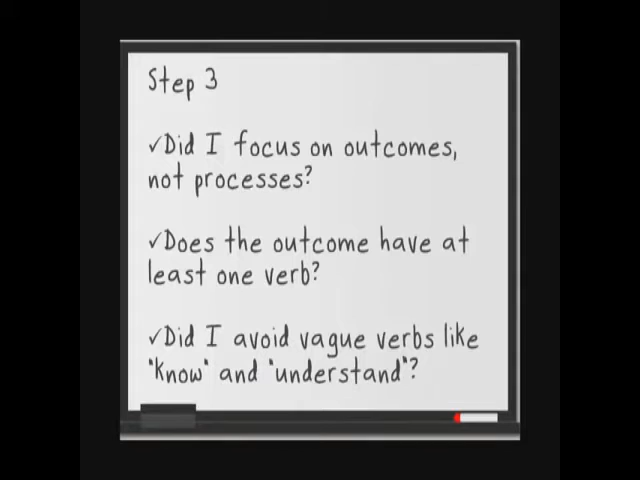 Step 3
✓Did I focus on outcomes,
not processes?
✓Does the outcome have at
least one verb?
✓Did I avoid vague verbs like
"know" and "understand"?